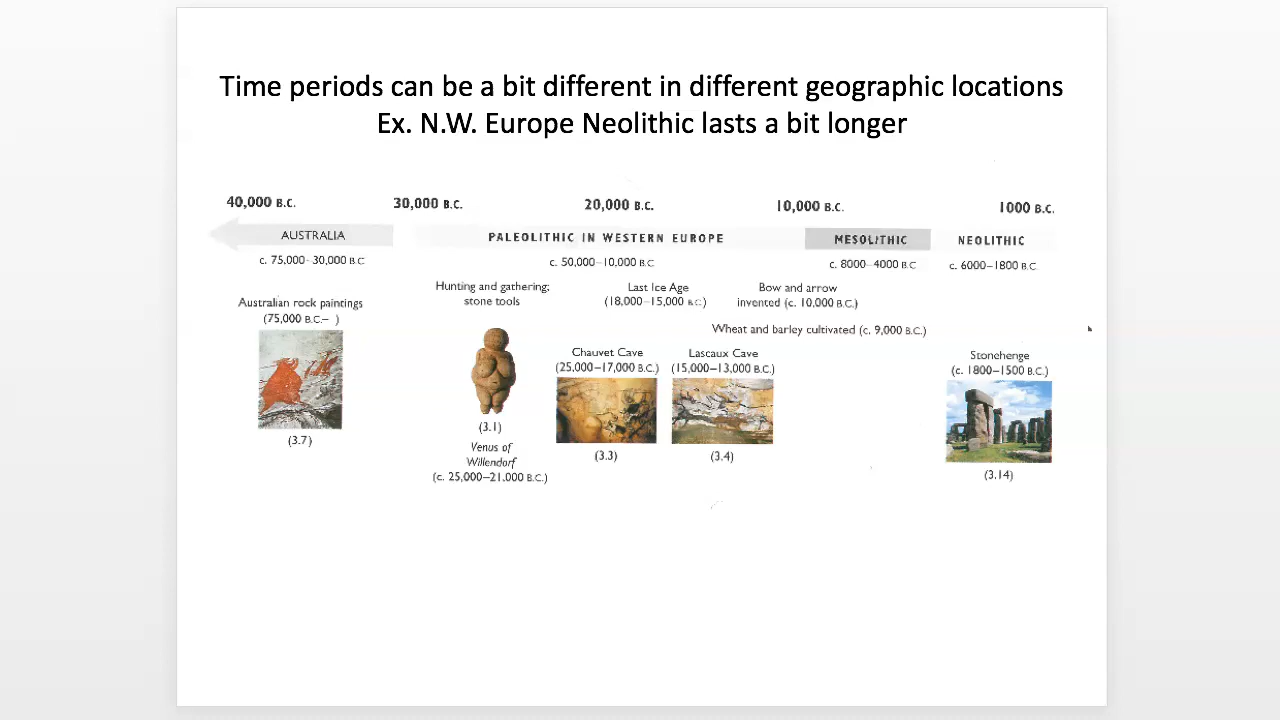 Time periods can be a bit different in different geographic locations
Ex. N.W. Europe Neolithic lasts a bit longer
40,000 B.C. 30,000 B.C. 20,000 B.C. 10,000 B.C. 1000 B.C.
AUSTRALIA PALEOLITHIC IN WESTERN EUROPE MESOLITHIC NEOLITHIC
c. 75,000–30,000 B.C c. 50,000–10,000 B.C c. 8000–4000 B.C c. 6000–1800 B.C
Hunting and gathering;
stone tools
Last Ice Age
(18,000–15,000 B.C.)
Bow and arrow
invented (c. 10,000 B.C.)
Australian rock paintings
(75,000 B.C.– )
Wheat and barley cultivated (c. 9,000 B.C.)
Chauvet Cave
(25,000–17,000 B.C.)
Lascaux Cave
(15,000–13,000 B.C.)
Stonehenge
(c. 1800–1500 B.C.)
(3.7)
(3.1)
Venus of
Willendorf
(c. 25,000–21,000 B.C.)
(3.3)
(3.4)
(3.14)